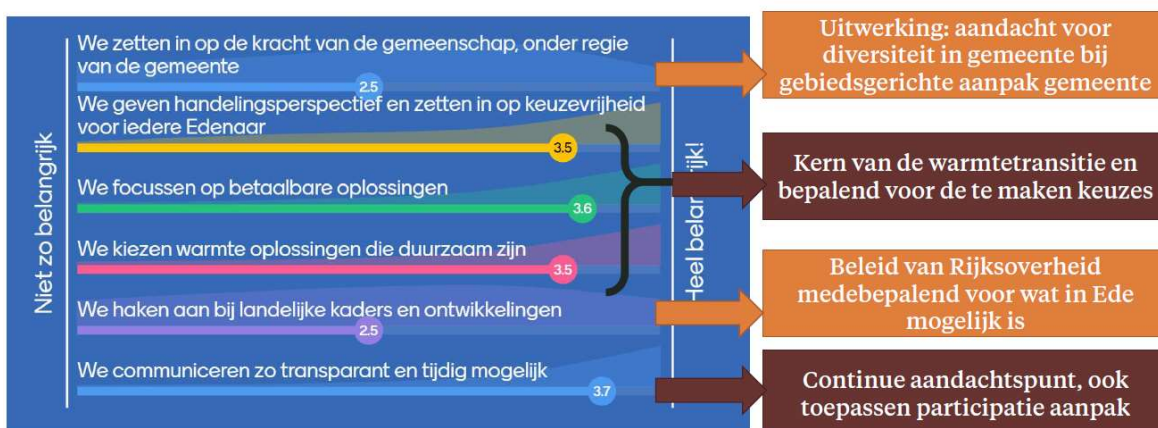 We zetten in op de kracht van de gemeenschap, onder regie
van de gemeente
2.5
We geven handelingsperspectief en zetten in op keuzevrijheid
voor iedere Edenaar
3.5
We focussen op betaalbare oplossingen
3.6
We kiezen warmte oplossingen die duurzaam zijn
3.5
We haken aan bij landelijke kaders en ontwikkelingen
2.5
We communiceren zo transparant en tijdig mogelijk
3.7
Niet zo belangrijk
Heel
Uitwerking: aandacht voor
diversiteit in gemeente bij
gebiedsgerichte aanpak gemeente
Kern van de warmtetransitie en
bepalend voor de te maken keuzes
Beleid van Rijksoverheid
medebepalend voor wat in Ede
mogelijk is
Continue aandachtspunt, ook
toepassen participatie aanpak